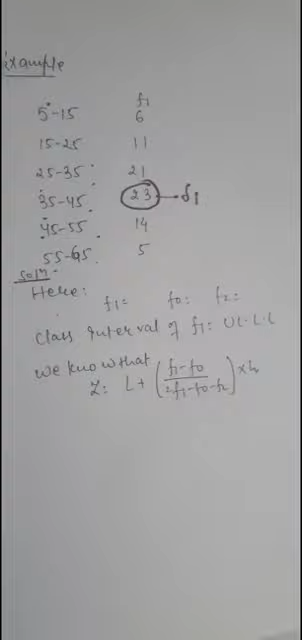 Example
f1
5-15 6
15-25 11
25-35 21
35-45 23 - f1
45-55 14
55-65 5
Soln
Here:
f1= f0= f2=
Class interval of f1: UL-L.L
We know that
Z: L+ (f1-f0 / 2f1-f0-f2) × h